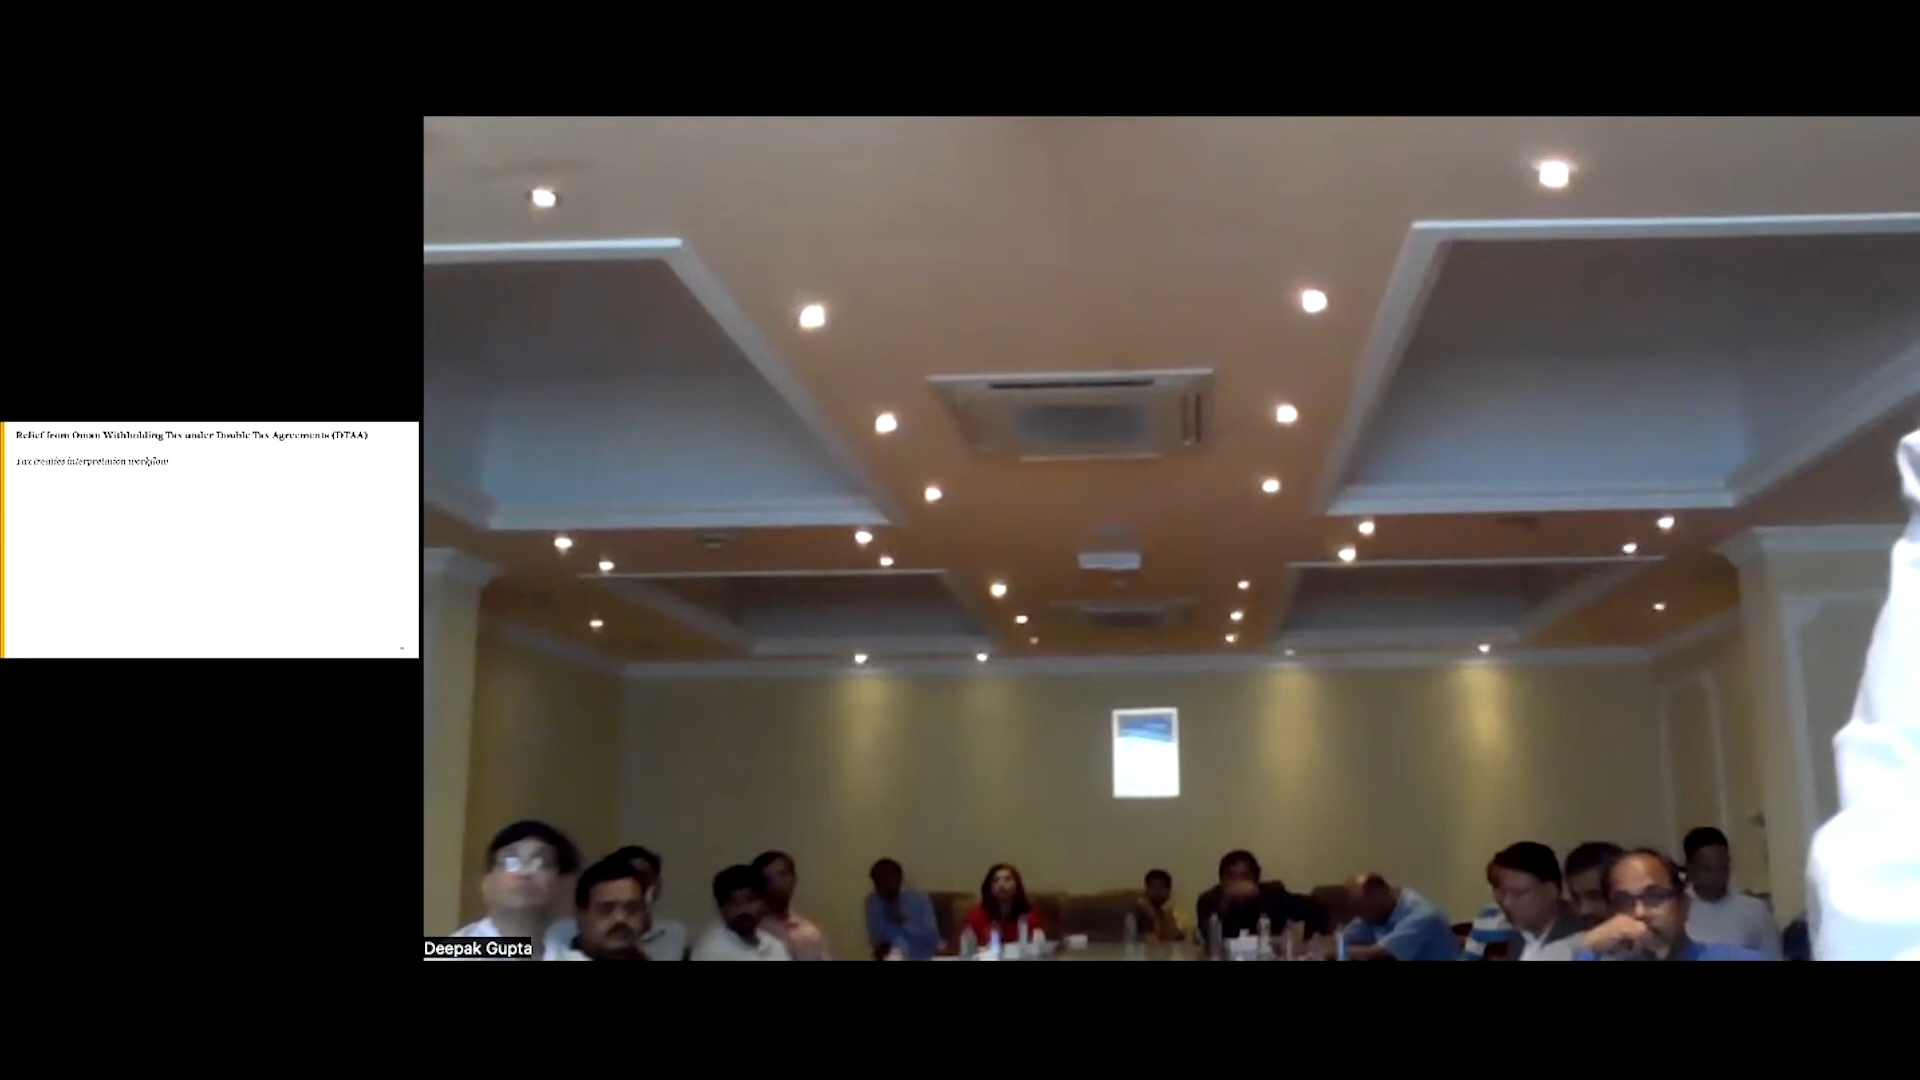 Relief from Oman Withholding Tax under Double Tax Agreements (DTAA)
Tax treaties interpretation workflow
Deepak Gupta